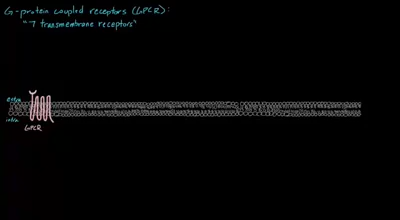 G-protein coupled receptors (GPCR):
"7 transmembrane receptors"
extra
intra
GPCR